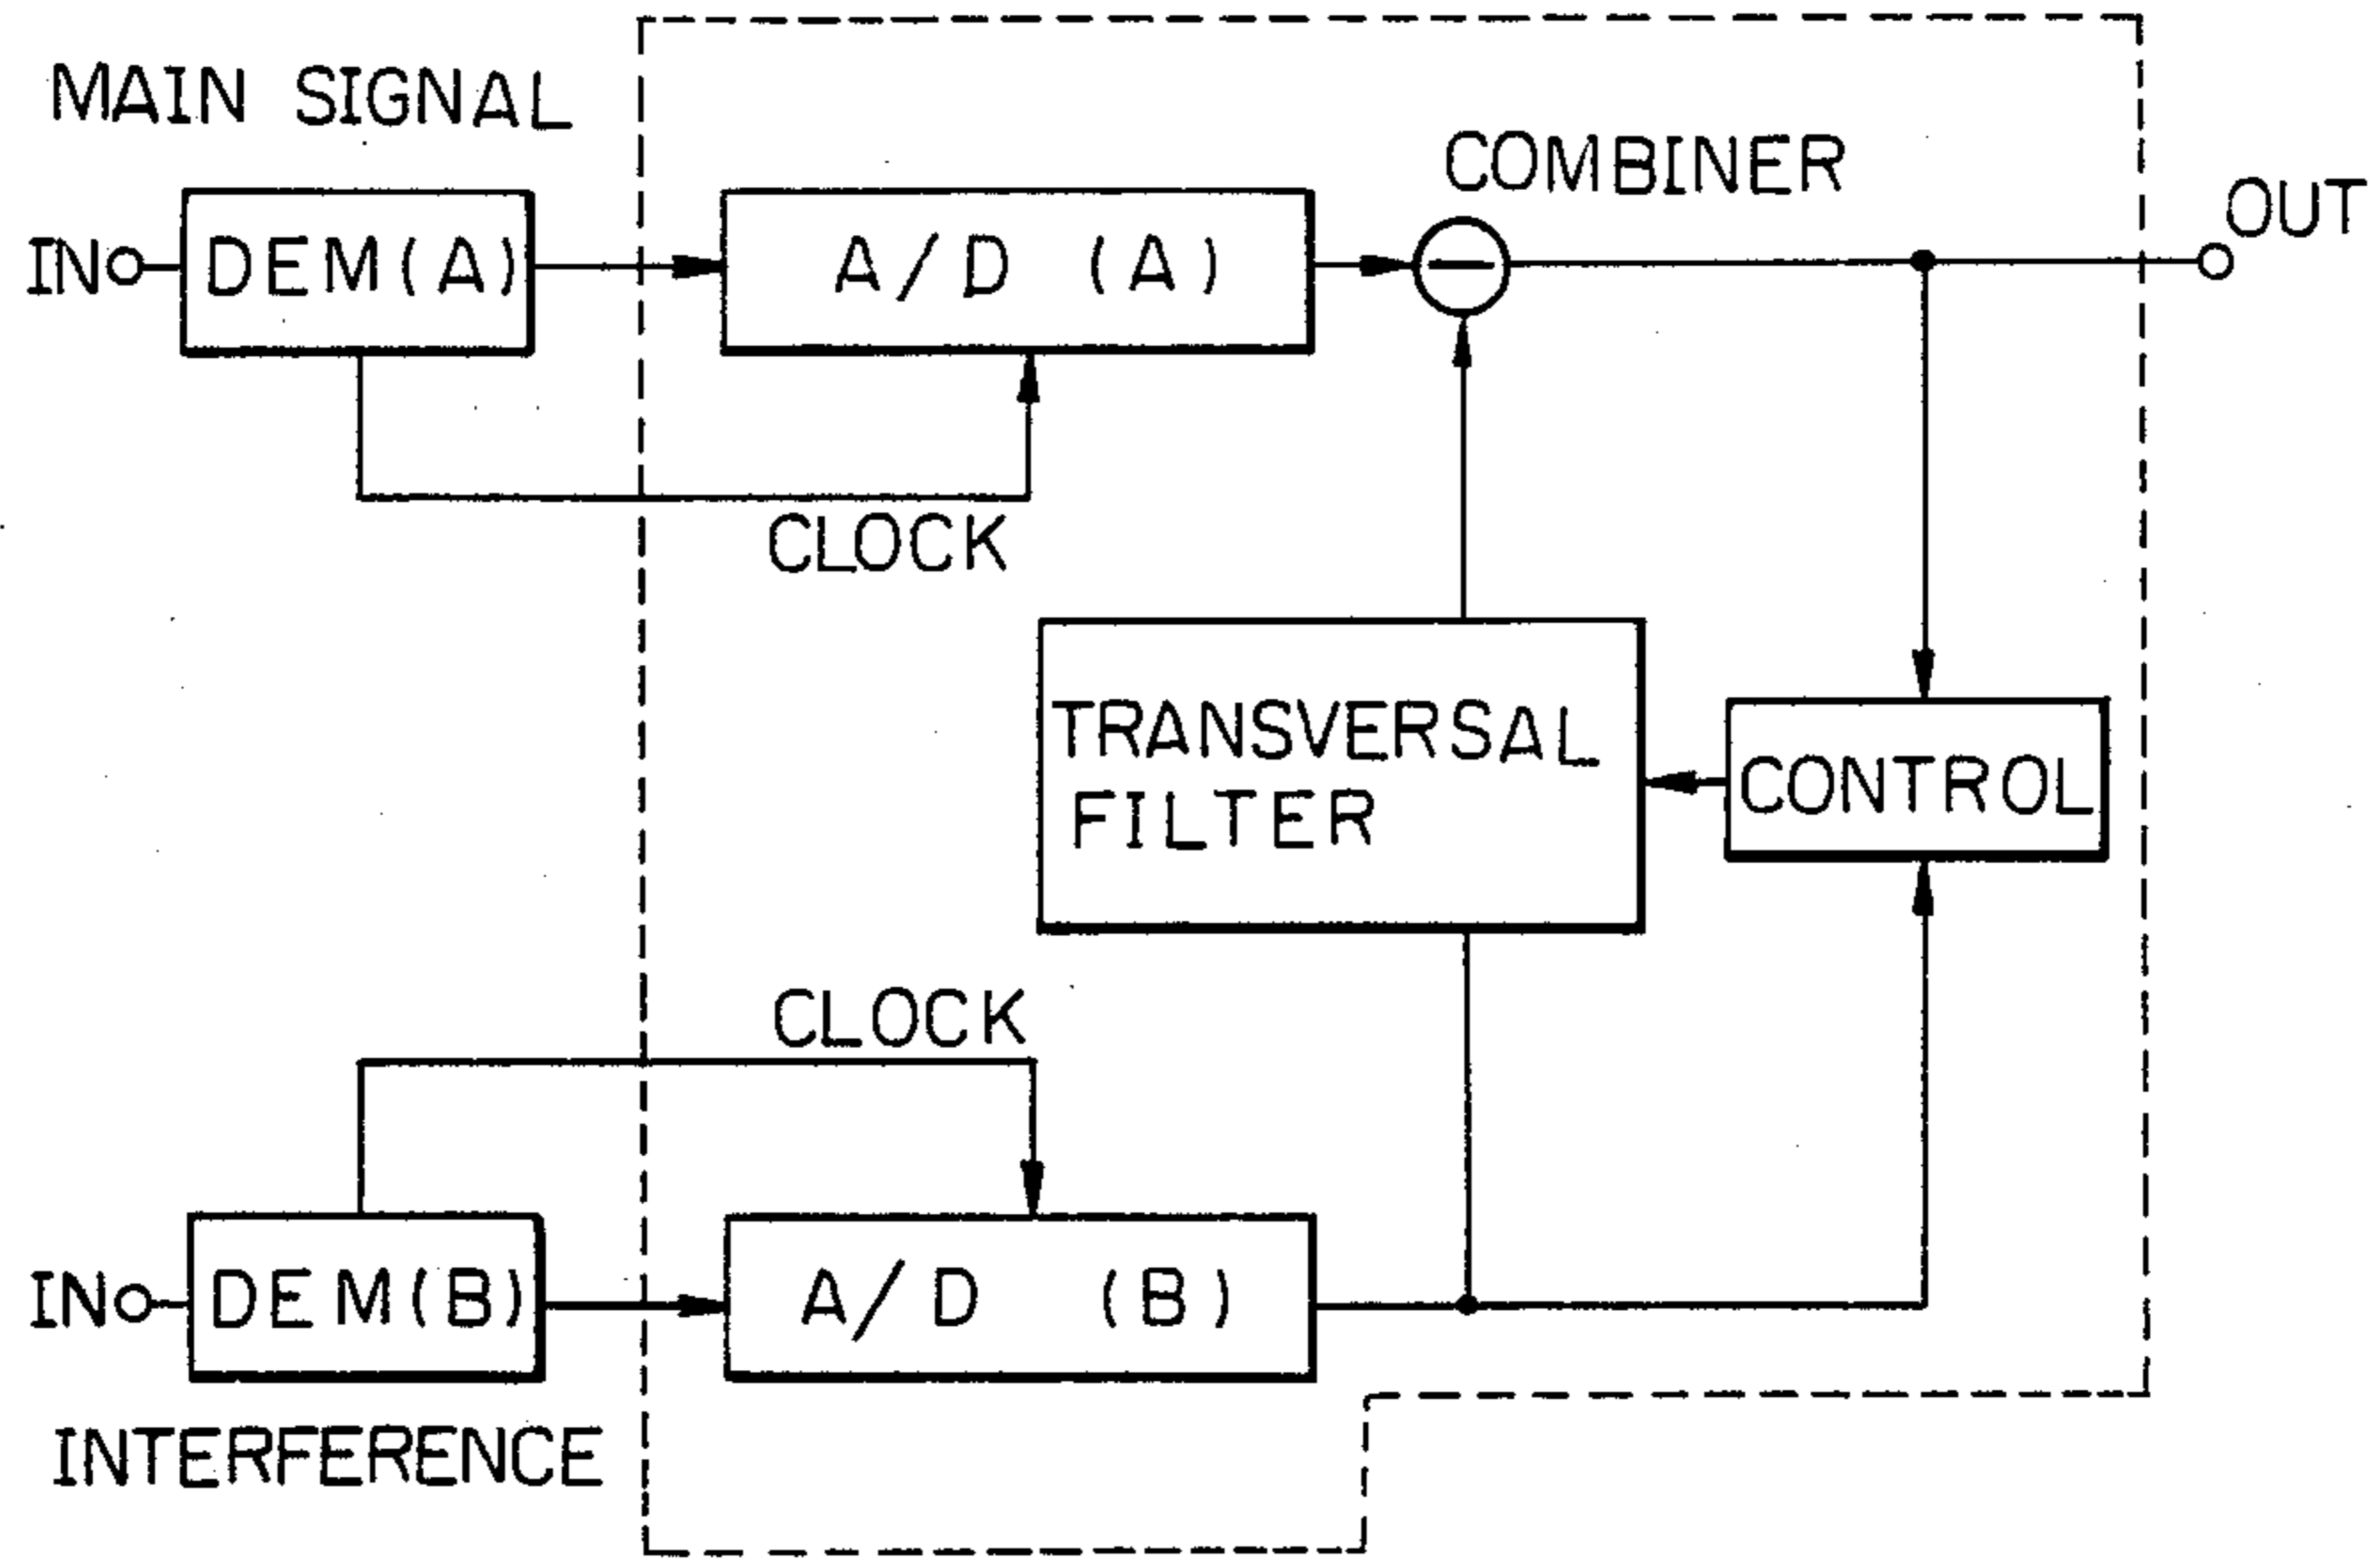 MAIN SIGNAL
COMBINER
OUT
IN
DEM(A)
A/D (A)
CLOCK
TRANSVERSAL
FILTER
CONTROL
CLOCK
IN
DEM(B)
A/D (B)
INTERFERENCE